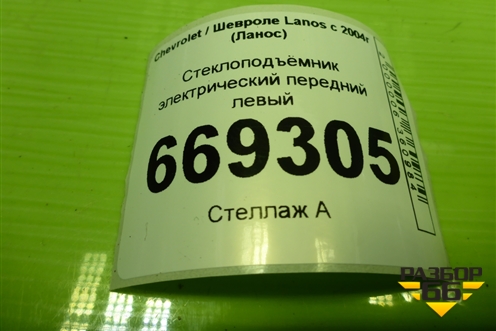 Chevrolet / Шевроле Lanos с 2004г
(Ланос)
Стеклоподъёмник
электрический передний
левый
669305
Стеллаж А
РАЗБОР
66